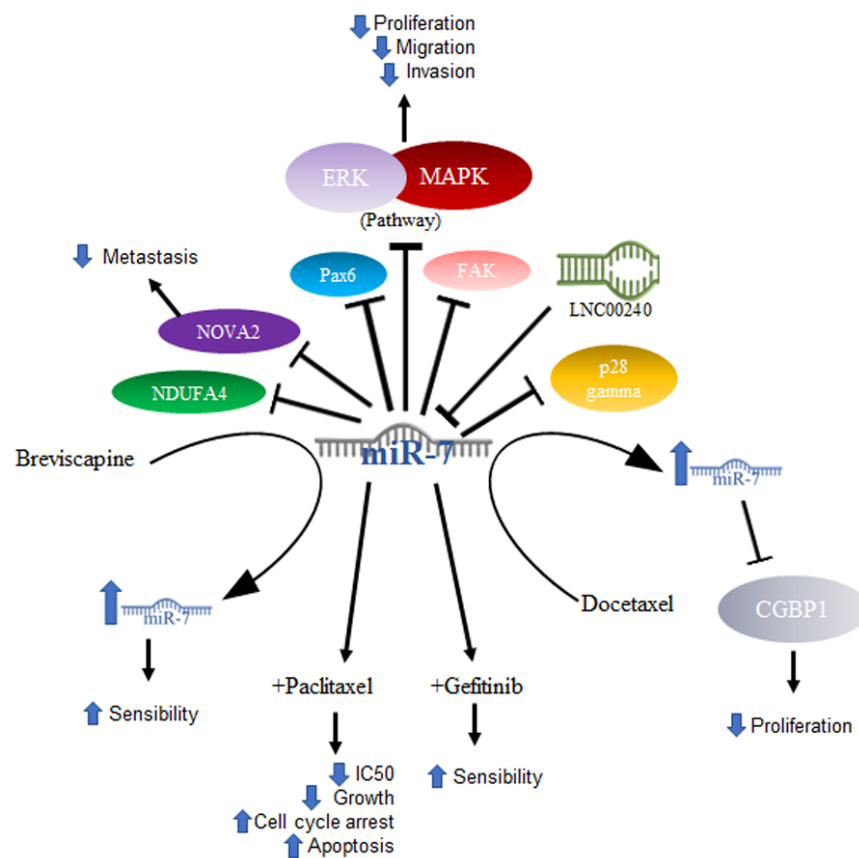 Proliferation
Migration
Invasion
ERK
MAPK
(Pathway)
Metastasis
Pax6
FAK
LNC00240
NOVA2
p28
gamma
NDUFA4
miR-7
Breviscapine
miR-7
miR-7
Docetaxel
CGBP1
+Paclitaxel
+Gefitinib
Sensibility
Proliferation
IC50
Sensibility
Growth
Cell cycle arrest
Apoptosis